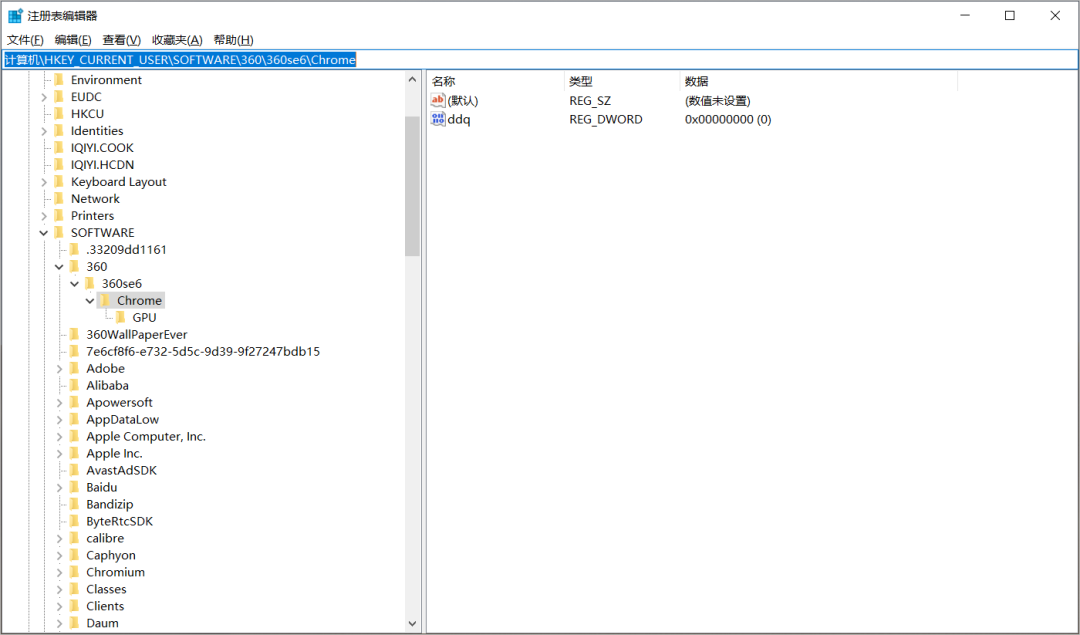 注册表编辑器
文件(F) 编辑(E) 查看(V) 收藏夹(A) 帮助(H)
计算机\HKEY_CURRENT_USER\SOFTWARE\360\360se6\Chrome
Environment
EUDC
HKCU
Identities
IQIYI.COOK
IQIYI.HCDN
Keyboard Layout
Network
Printers
SOFTWARE
.33209dd1161
360
360se6
Chrome
GPU
360WallPaperEver
7e6cf8f6-e732-5d5c-9d39-9f27247bdb15
Adobe
Alibaba
Apowersoft
AppDataLow
Apple Computer, Inc.
Apple Inc.
AvastAdSDK
Baidu
Bandizip
ByteRtcSDK
calibre
Caphyon
Chromium
Classes
Clients
Daum
名称 类型 数据
ab (默认) REG_SZ (数值未设置)
ddq REG_DWORD 0x00000000 (0)